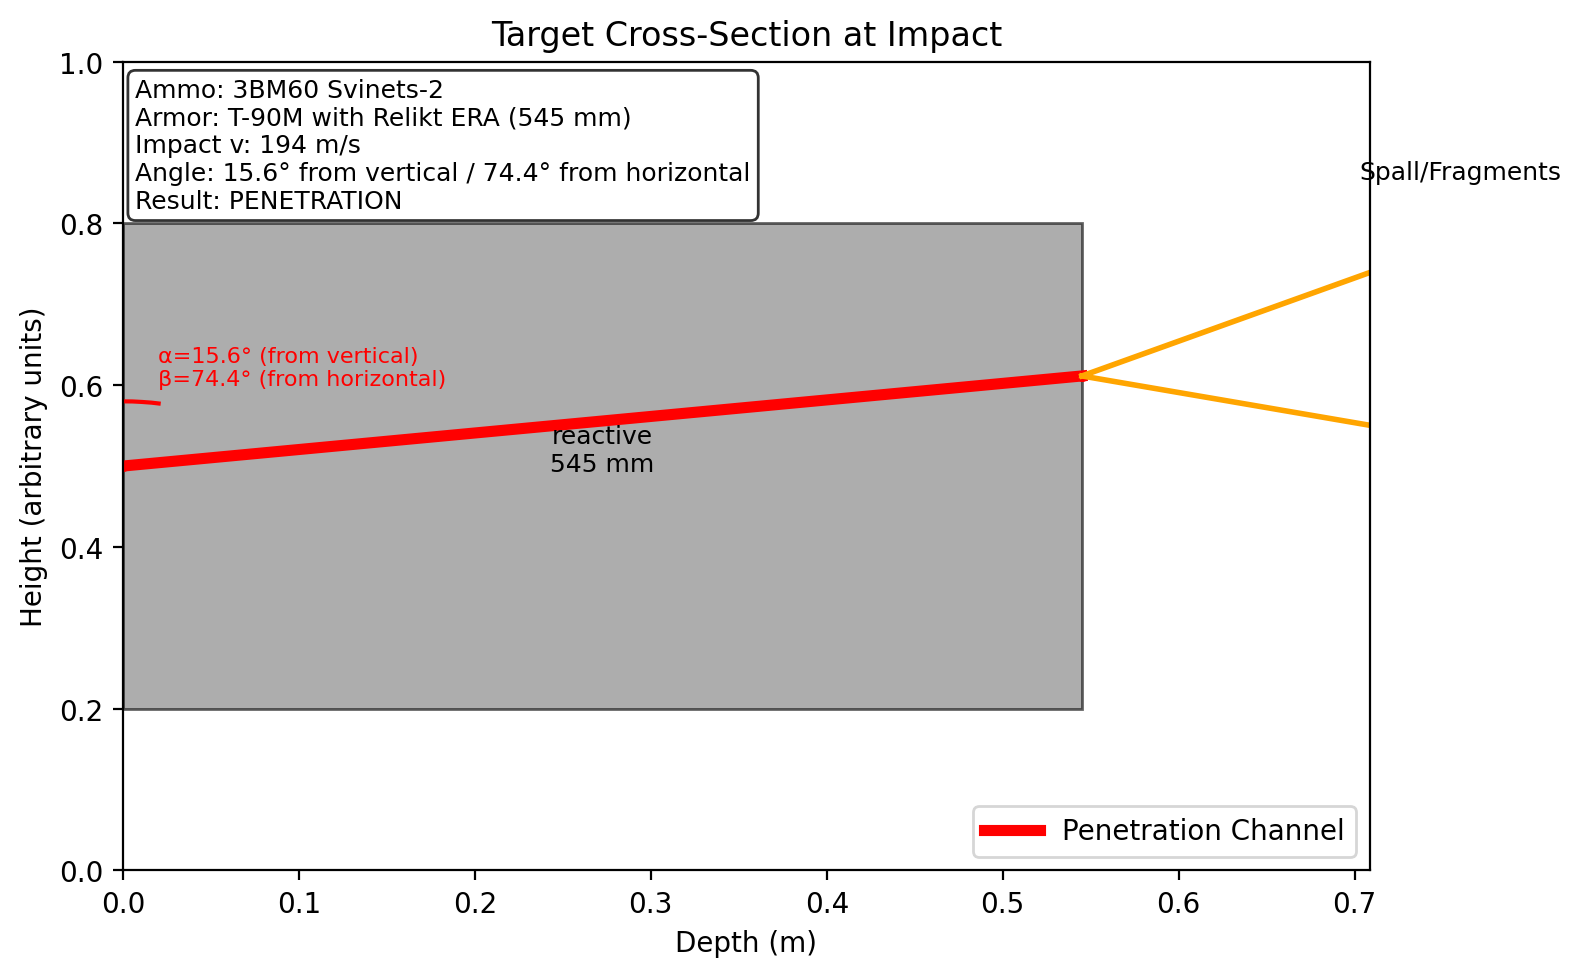 Target Cross-Section at Impact
1.0
Ammo: 3BM60 Svinets-2
Armor: T-90M with Relikt ERA (545 mm)
Impact v: 194 m/s
Angle: 15.6° from vertical / 74.4° from horizontal
Result: PENETRATION
Spall/Fragments
0.8
α=15.6° (from vertical)
β=74.4° (from horizontal)
0.6
reactive
545 mm
Height (arbitrary units)
0.4
0.2
Penetration Channel
0.0
0.0 0.1 0.2 0.3 0.4 0.5 0.6 0.7
Depth (m)